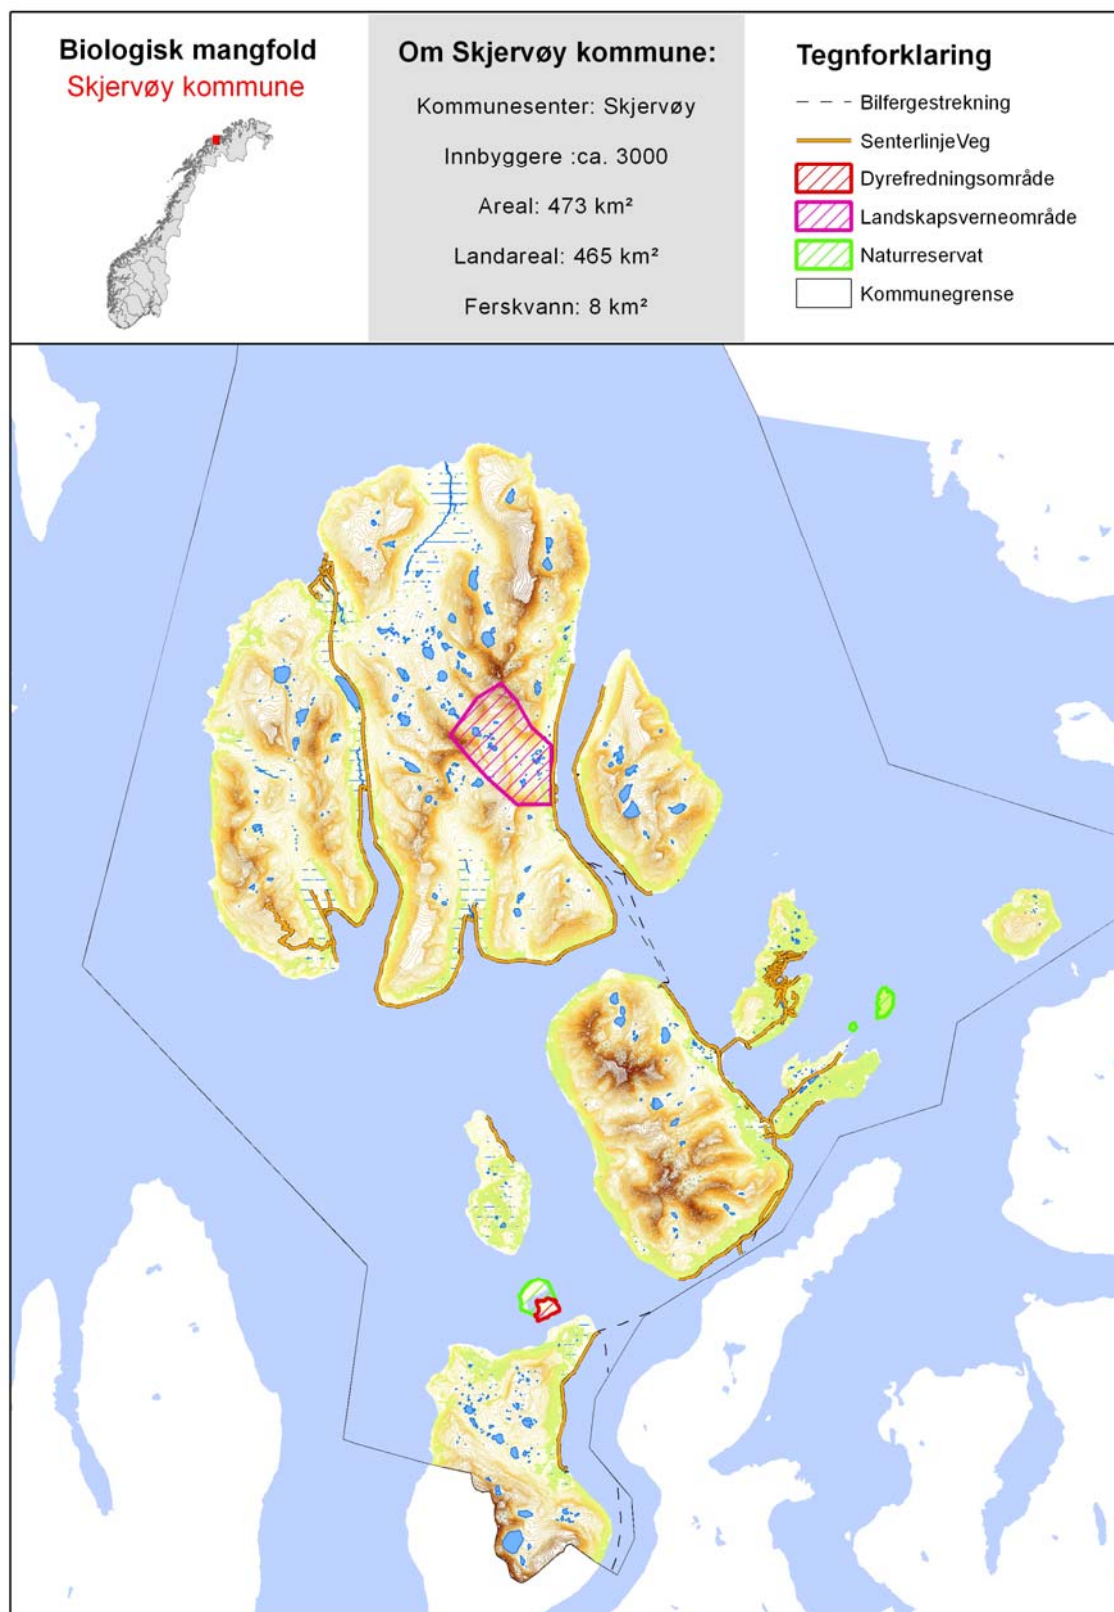 Biologisk mangfold
Skjervøy kommune
Om Skjervøy kommune:
Kommunesenter: Skjervøy
Innbyggere :ca. 3000
Areal: 473 km²
Landareal: 465 km²
Ferskvann: 8 km²
Tegnforklaring
Bilfergestrekning
SenterlinjeVeg
Dyrefredningsområde
Landskapsverneområde
Naturreservat
Kommunegrense